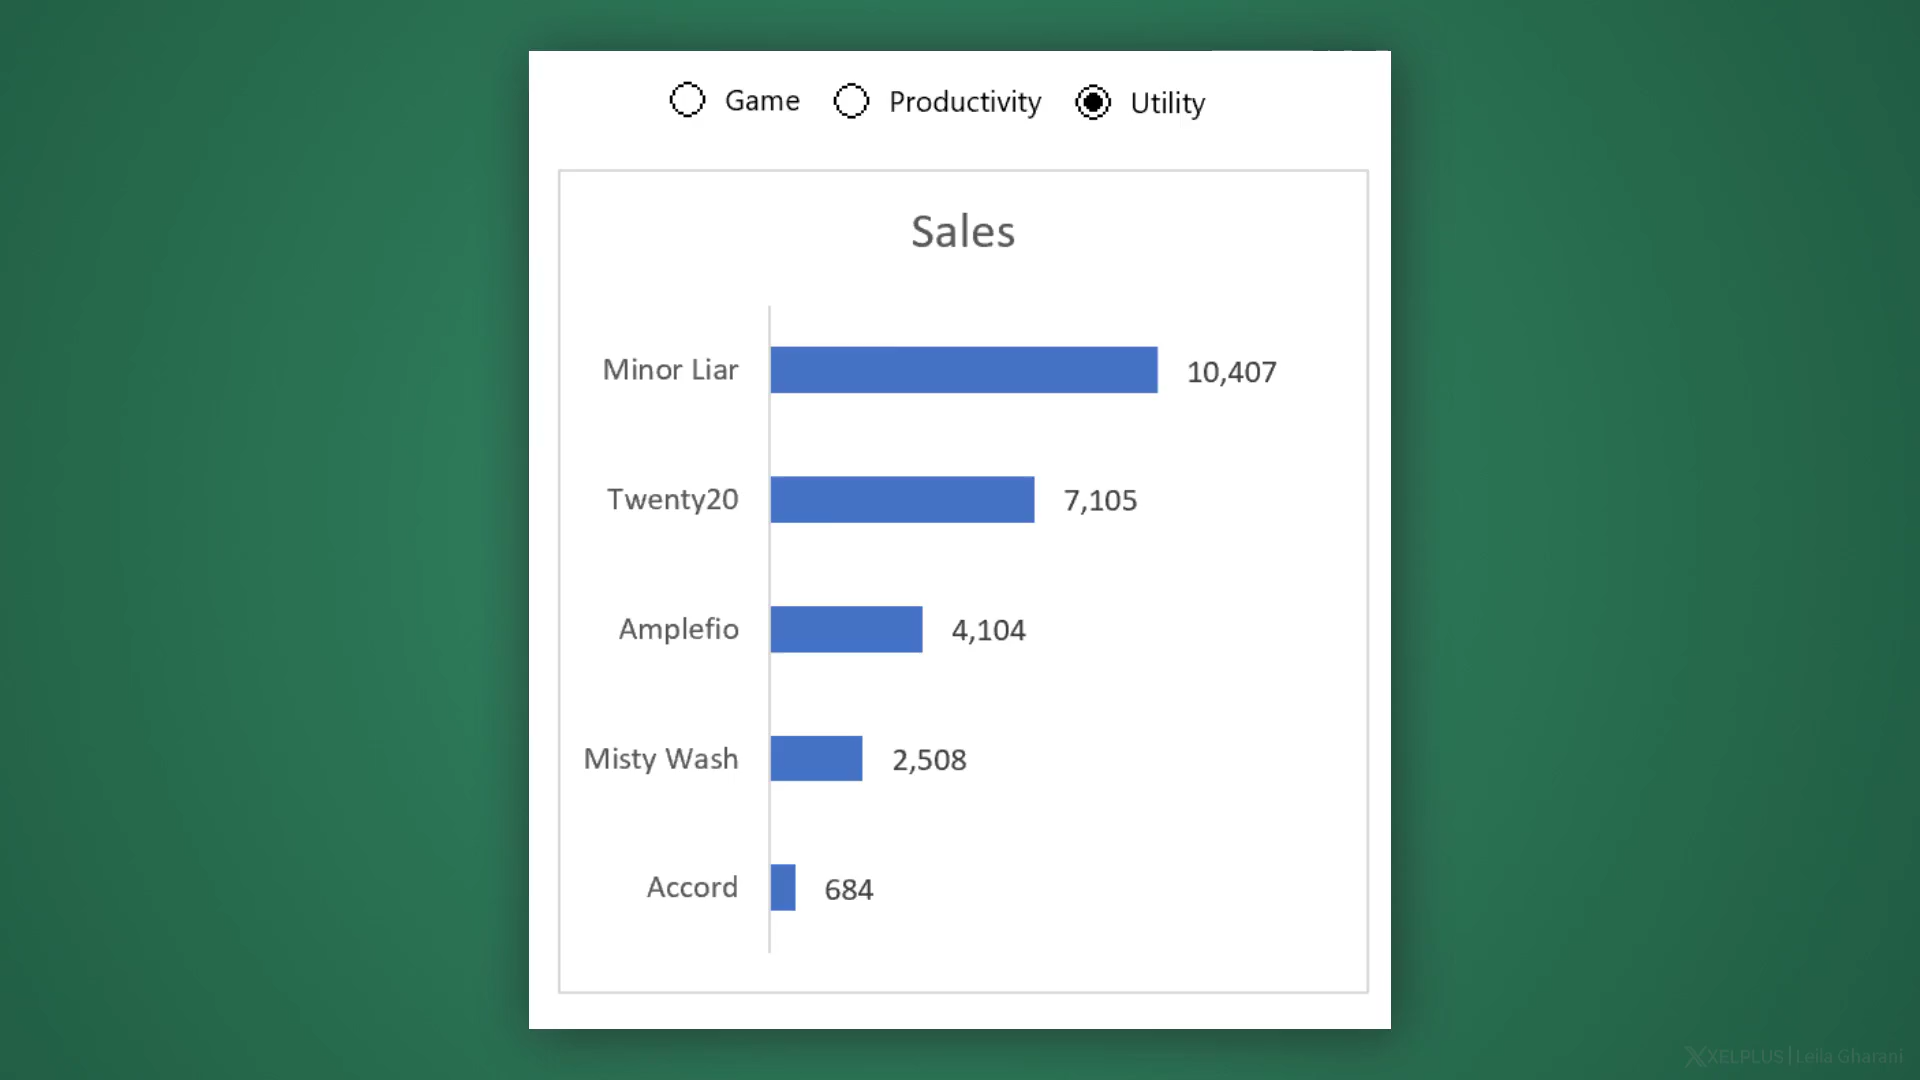 Game Productivity Utility
Sales
Minor Liar 10,407
Twenty20 7,105
Amplefio 4,104
Misty Wash 2,508
Accord 684
XELPLUS | Leila Gharani